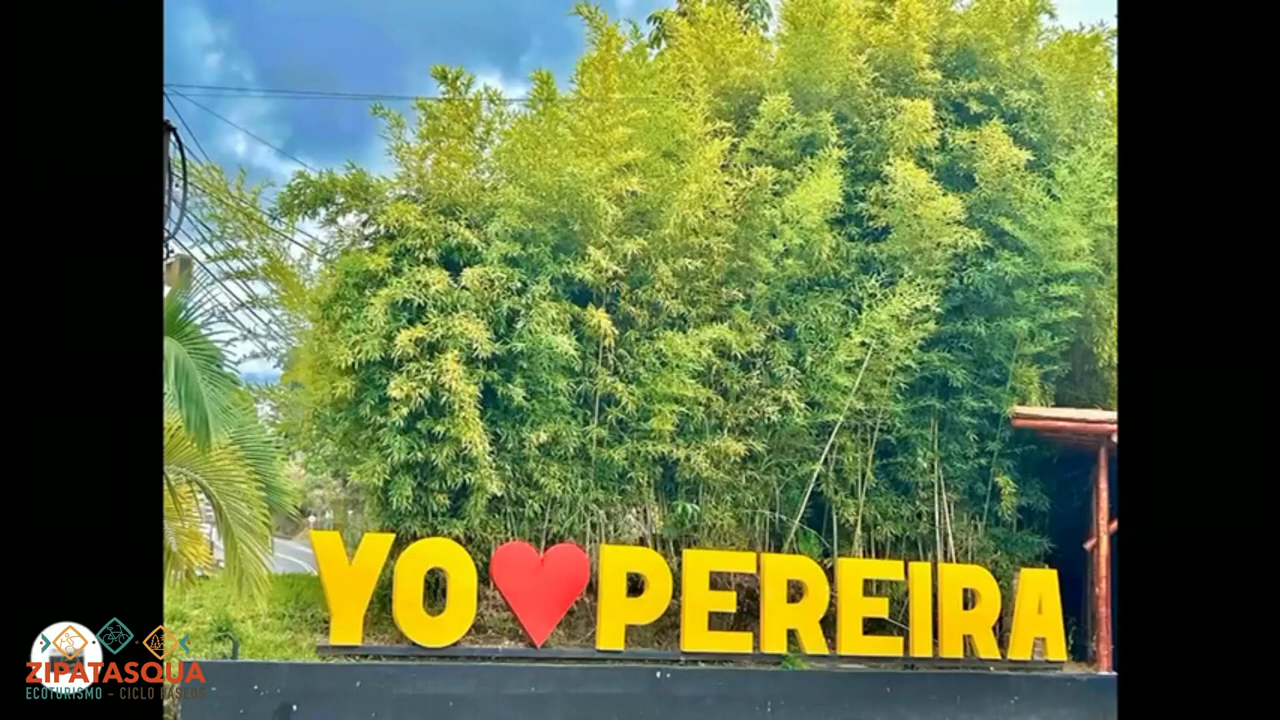 YO ❤ PEREIRA
ZIPATASQUA
ECOTURISMO - CICLO PASEOS